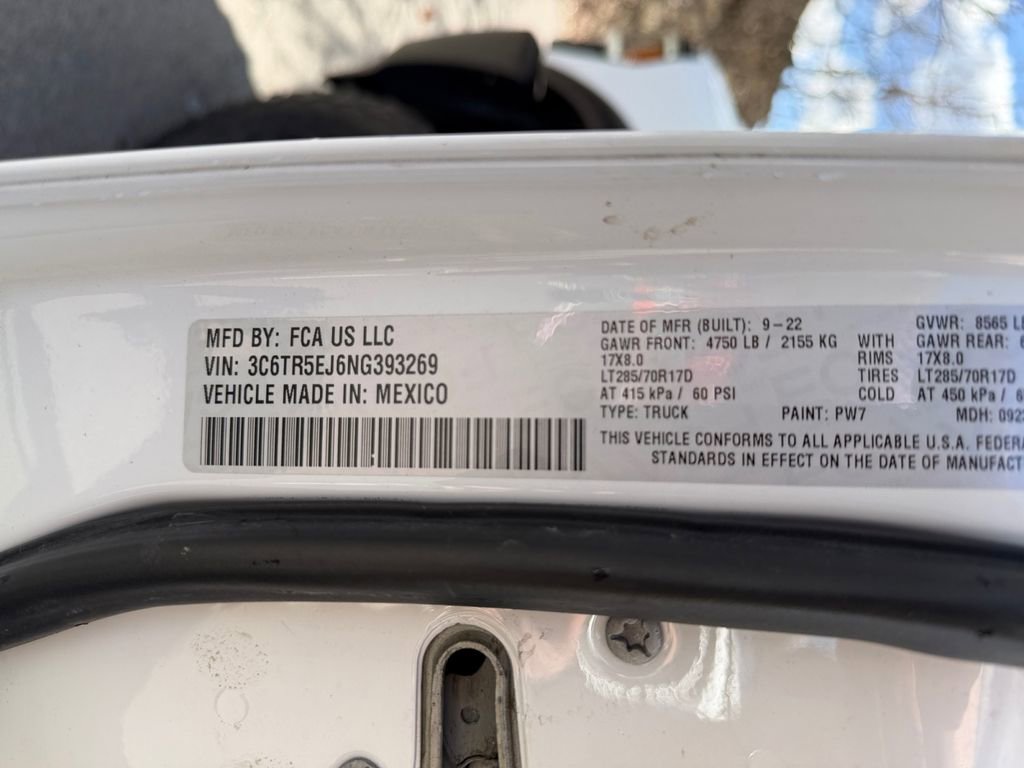 MFD BY: FCA US LLC
VIN: 3C6TR5EJ6NG393269
VEHICLE MADE IN: MEXICO
DATE OF MFR (BUILT): 9-22 GVWR: 8565
GAWR FRONT: 4750 LB / 2155 KG WITH GAWR REAR:
17X8.0 RIMS 17X8.0
LT285/70R17D TIRES LT285/70R17D
AT 415 kPa / 60 PSI COLD AT 450 kPa /
TYPE: TRUCK PAINT: PW7 MDH:
THIS VEHICLE CONFORMS TO ALL APPLICABLE U.S.A.
STANDARDS IN EFFECT ON THE DATE OF